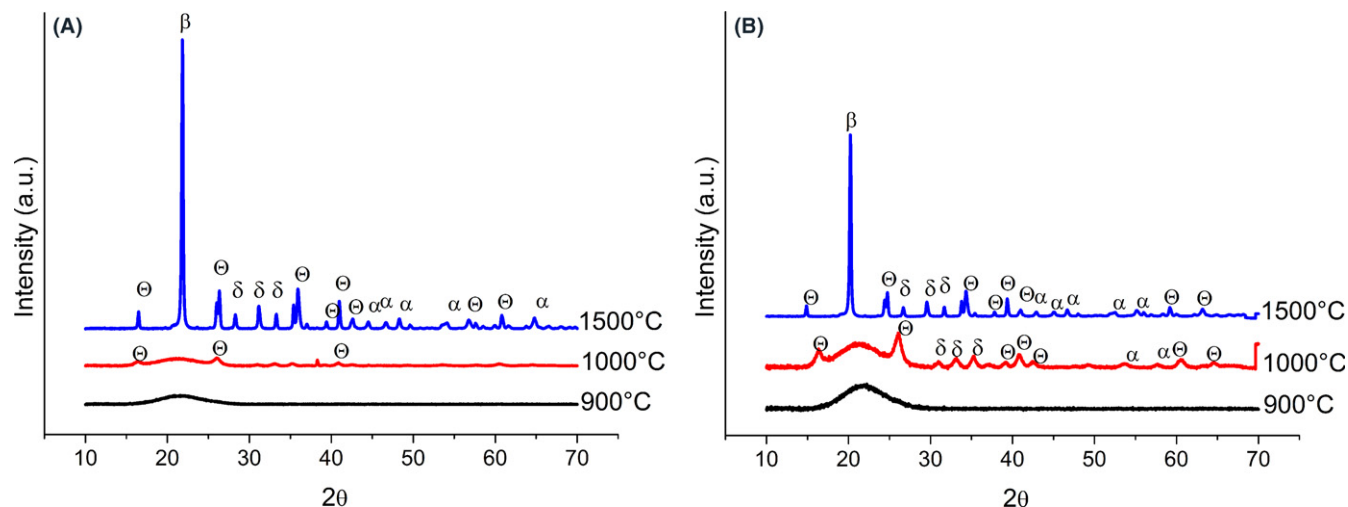 (A)
β
Intensity (a.u.)
Θ Θ δ δ δ Θ Θ Θ Θ α α α α Θ Θ α
1500°C
Θ Θ Θ
1000°C
900°C
10 20 30 40 50 60 70
2θ
(B)
β
Intensity (a.u.)
Θ Θ δ δ δ Θ Θ Θ Θ α α α α α Θ Θ
1500°C
Θ Θ δ δ δ Θ Θ Θ α α Θ Θ
1000°C
900°C
10 20 30 40 50 60 70
2θ